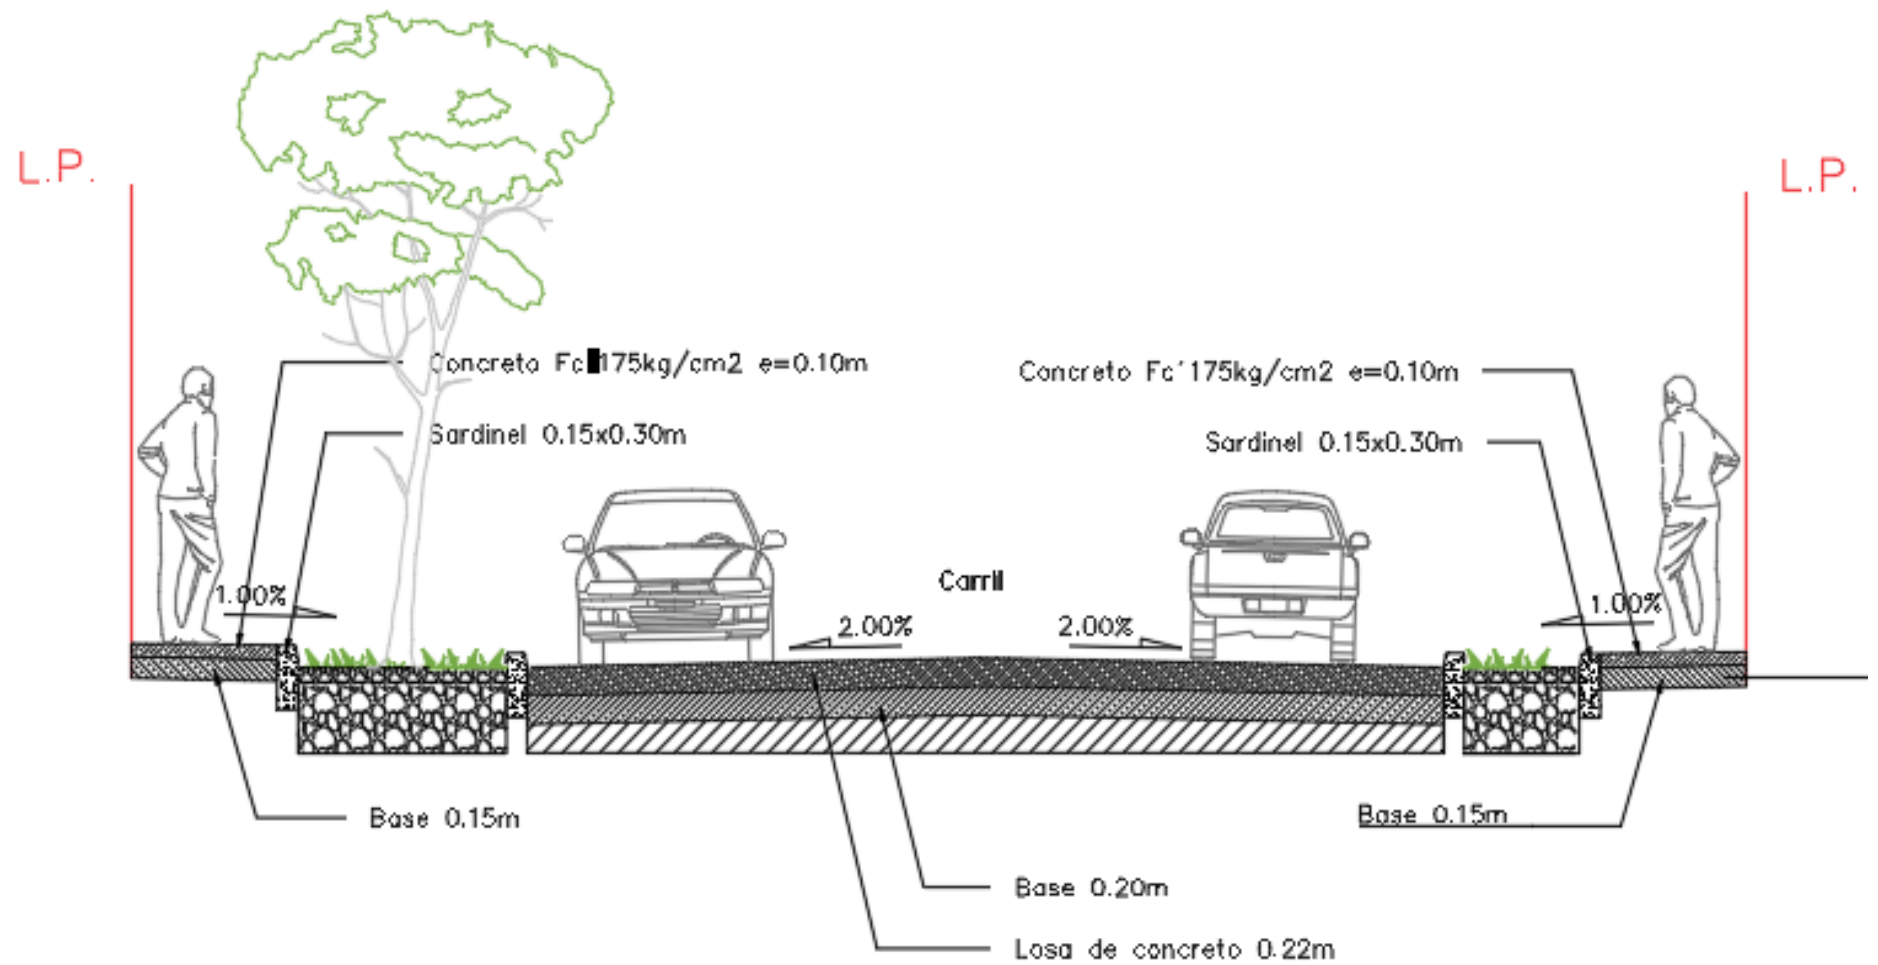 L.P.
L.P.
Concreto Fc 175kg/cm2 e=0.10m
Concreto Fc´175kg/cm2 e=0.10m
Sardinel 0.15x0.30m
Sardinel 0.15x0.30m
Carril
1.00%
1.00%
2.00%
2.00%
Base 0.15m
Base 0.15m
Base 0.20m
Losa de concreto 0.22m